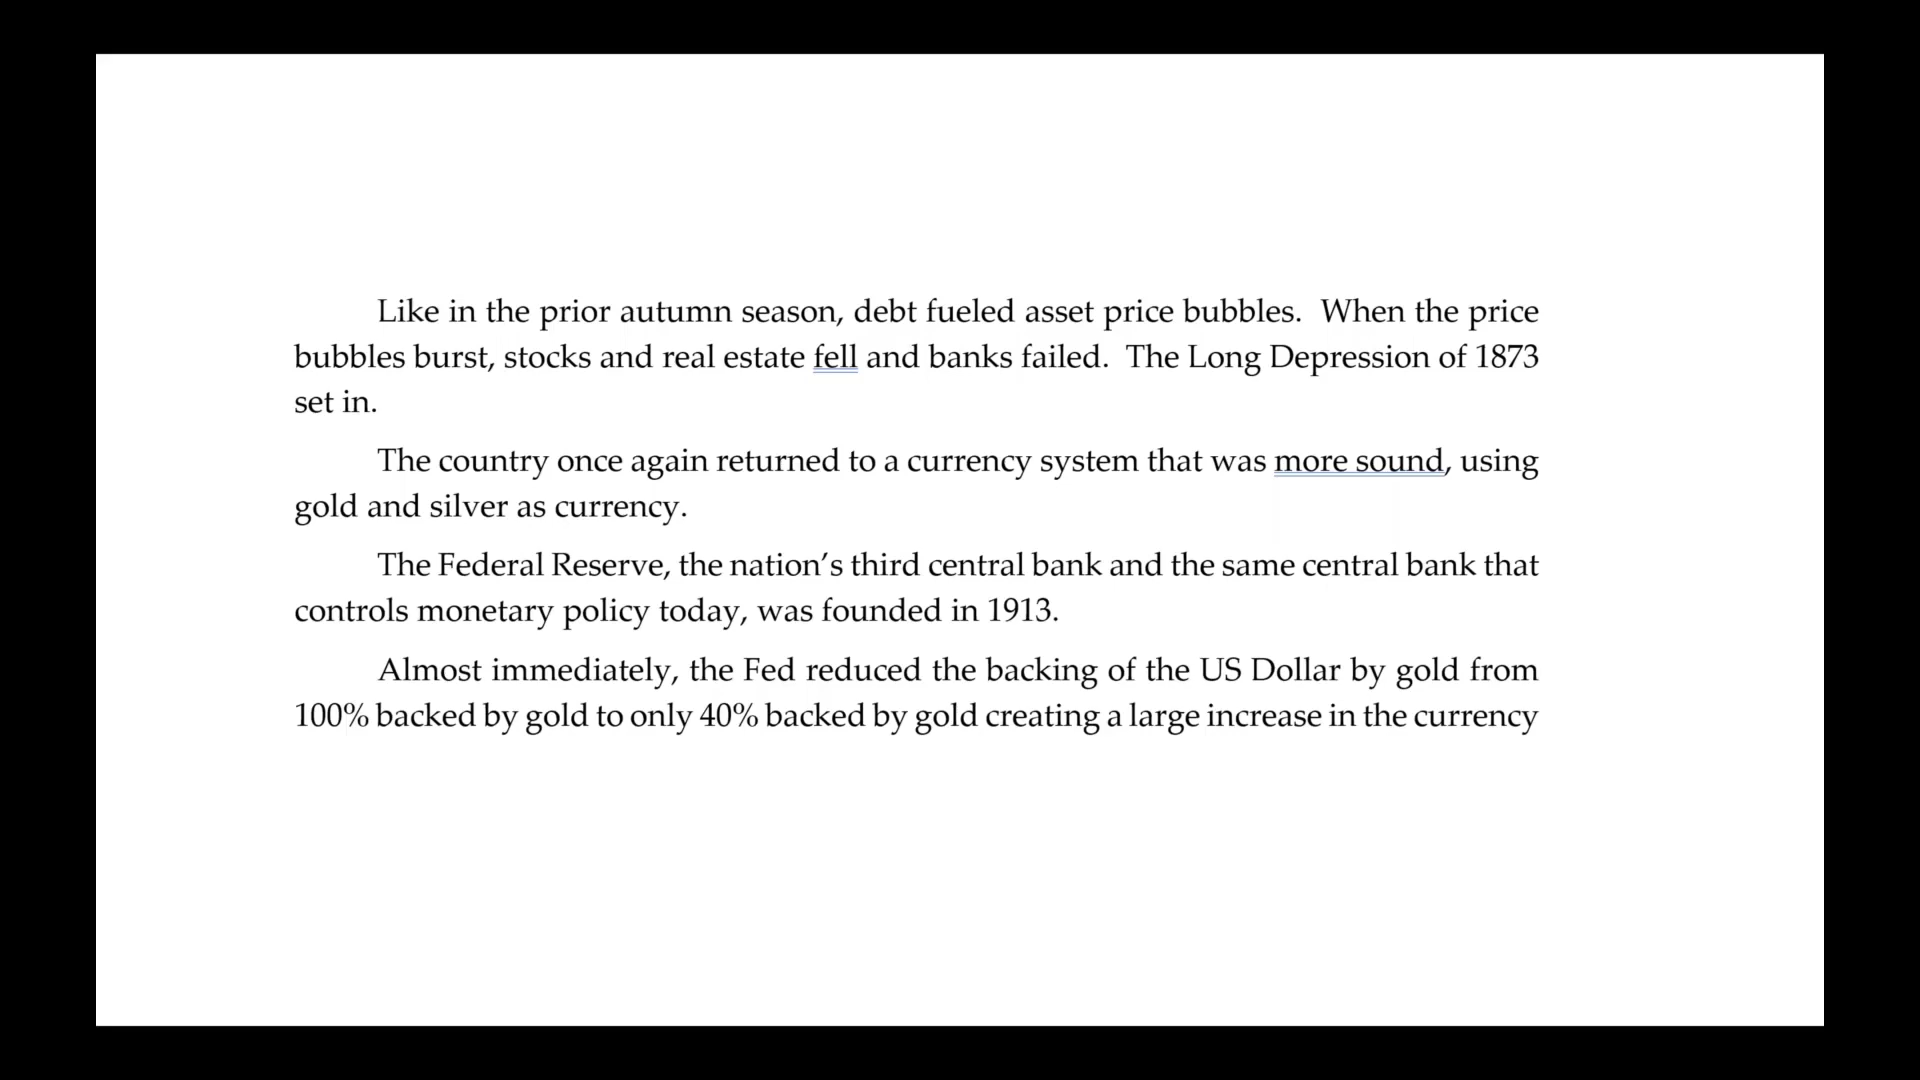 Like in the prior autumn season, debt fueled asset price bubbles.  When the price
bubbles burst, stocks and real estate fell and banks failed.  The Long Depression of 1873
set in.
The country once again returned to a currency system that was more sound, using
gold and silver as currency.
The Federal Reserve, the nation’s third central bank and the same central bank that
controls monetary policy today, was founded in 1913.
Almost immediately, the Fed reduced the backing of the US Dollar by gold from
100% backed by gold to only 40% backed by gold creating a large increase in the currency